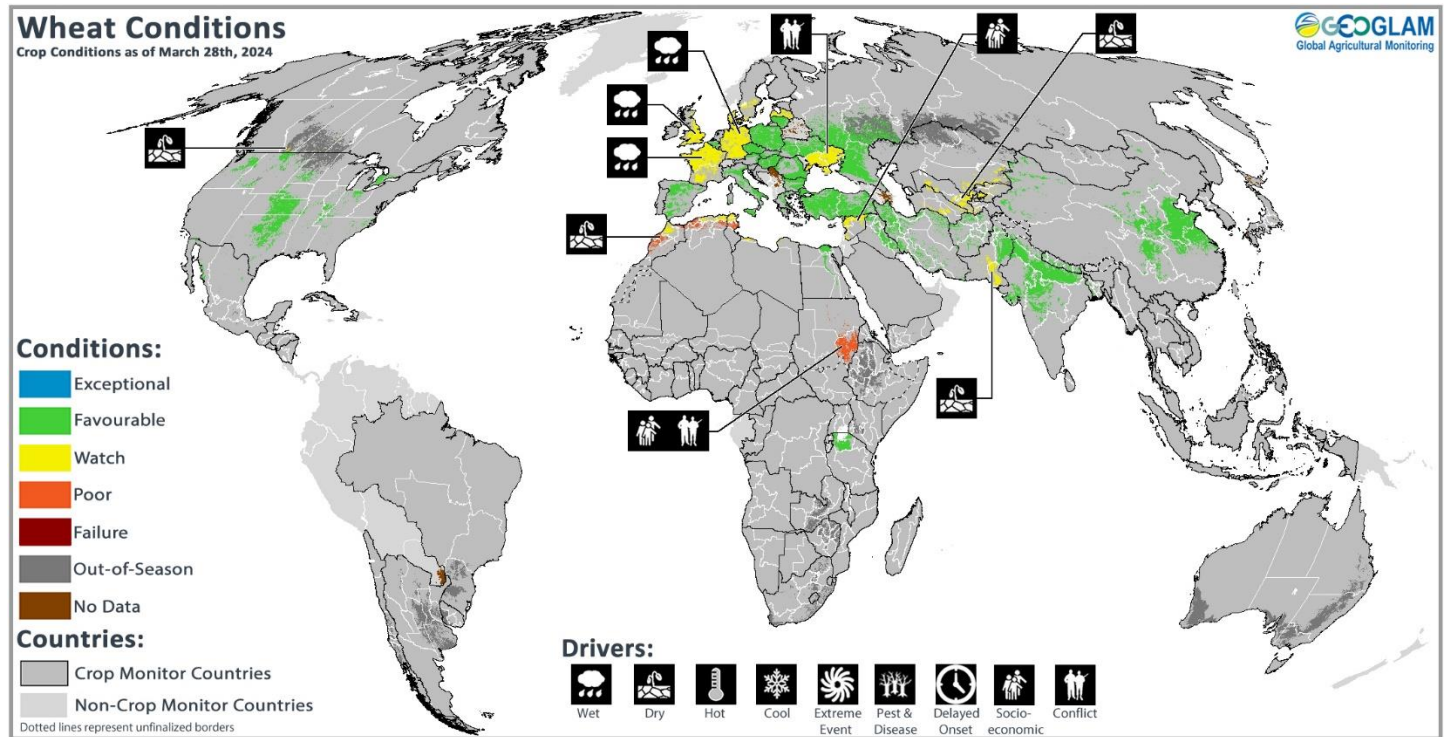 Wheat Conditions
Crop Conditions as of March 28th, 2024
GEOGLAM
Global Agricultural Monitoring
Conditions:
Exceptional
Favourable
Watch
Poor
Failure
Out-of-Season
No Data
Countries:
Crop Monitor Countries
Non-Crop Monitor Countries
Dotted lines represent unfinalized borders
Drivers:
Wet
Dry
Hot
Cool
Extreme
Event
Pest &
Disease
Delayed
Onset
Socio-
economic
Conflict